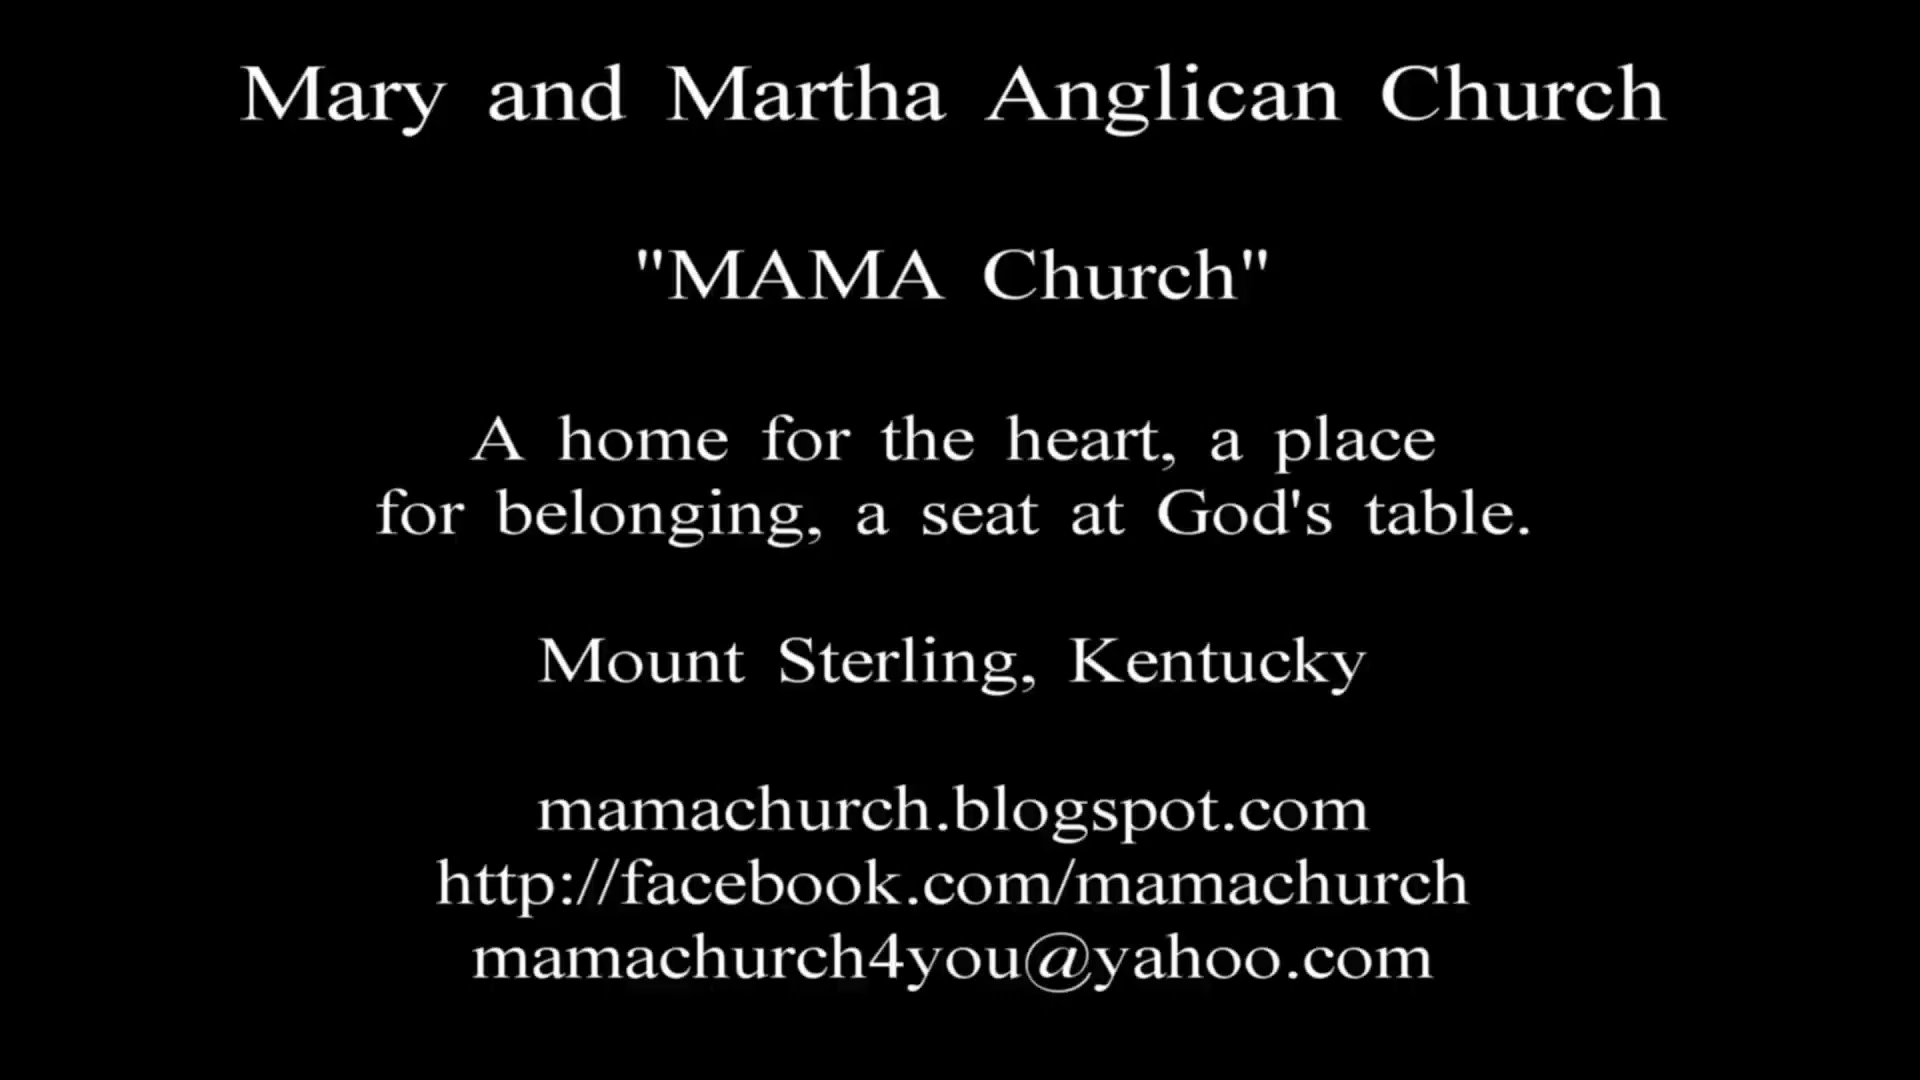 Mary and Martha Anglican Church
"MAMA Church"
A home for the heart, a place
for belonging, a seat at God's table.
Mount Sterling, Kentucky
mamachurch.blogspot.com
http://facebook.com/mamachurch
mamachurch4you@yahoo.com